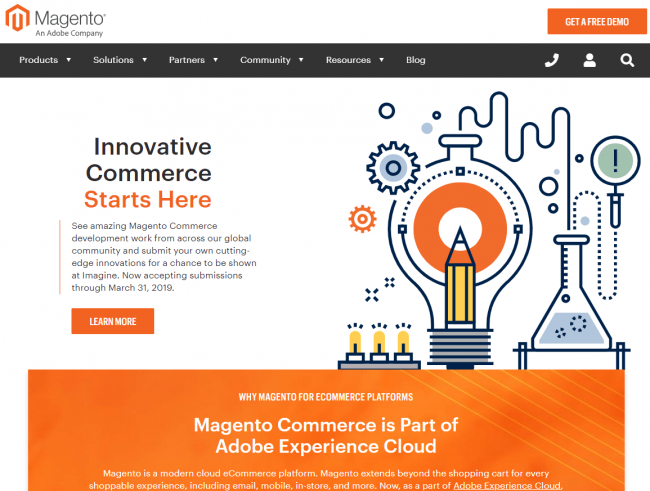 Magento®
An Adobe Company
GET A FREE DEMO
Products Solutions Partners Community Resources Blog
Innovative
Commerce
Starts Here
See amazing Magento Commerce
development work from across our global
community and submit your own cutting-
edge innovations for a chance to be shown
at Imagine. Now accepting submissions
through March 31, 2019.
LEARN MORE
!
WHY MAGENTO FOR ECOMMERCE PLATFORMS
Magento Commerce is Part of
Adobe Experience Cloud
Magento is a modern cloud eCommerce platform. Magento extends beyond the shopping cart for every
shoppable experience, including email, mobile, in-store, and more. Now, as a part of Adobe Experience Cloud,